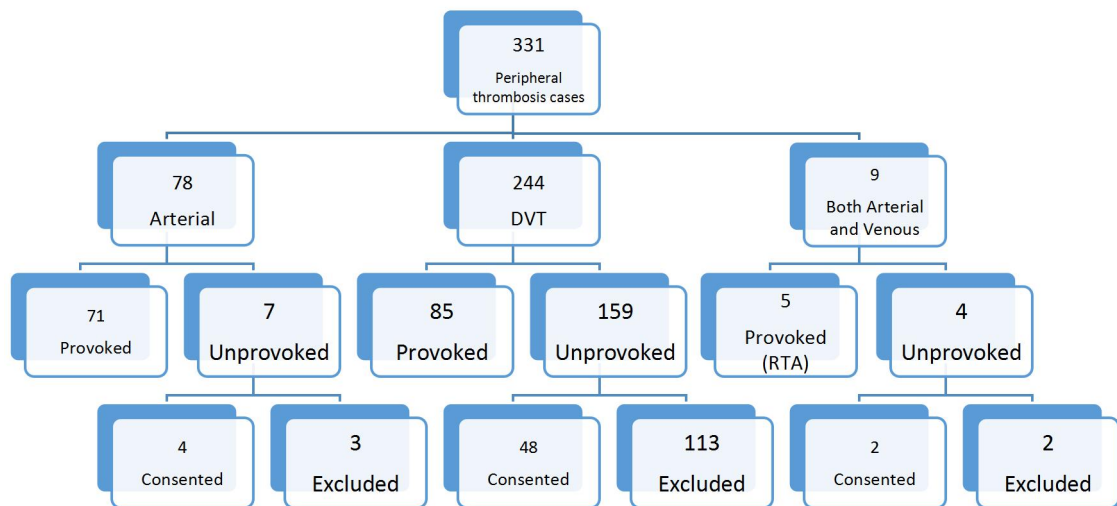 331
Peripheral
thrombosis cases
78
Arterial
244
DVT
9
Both Arterial
and Venous
71
Provoked
7
Unprovoked
85
Provoked
159
Unprovoked
5
Provoked
(RTA)
4
Unprovoked
4
Consented
3
Excluded
48
Consented
113
Excluded
2
Consented
2
Excluded